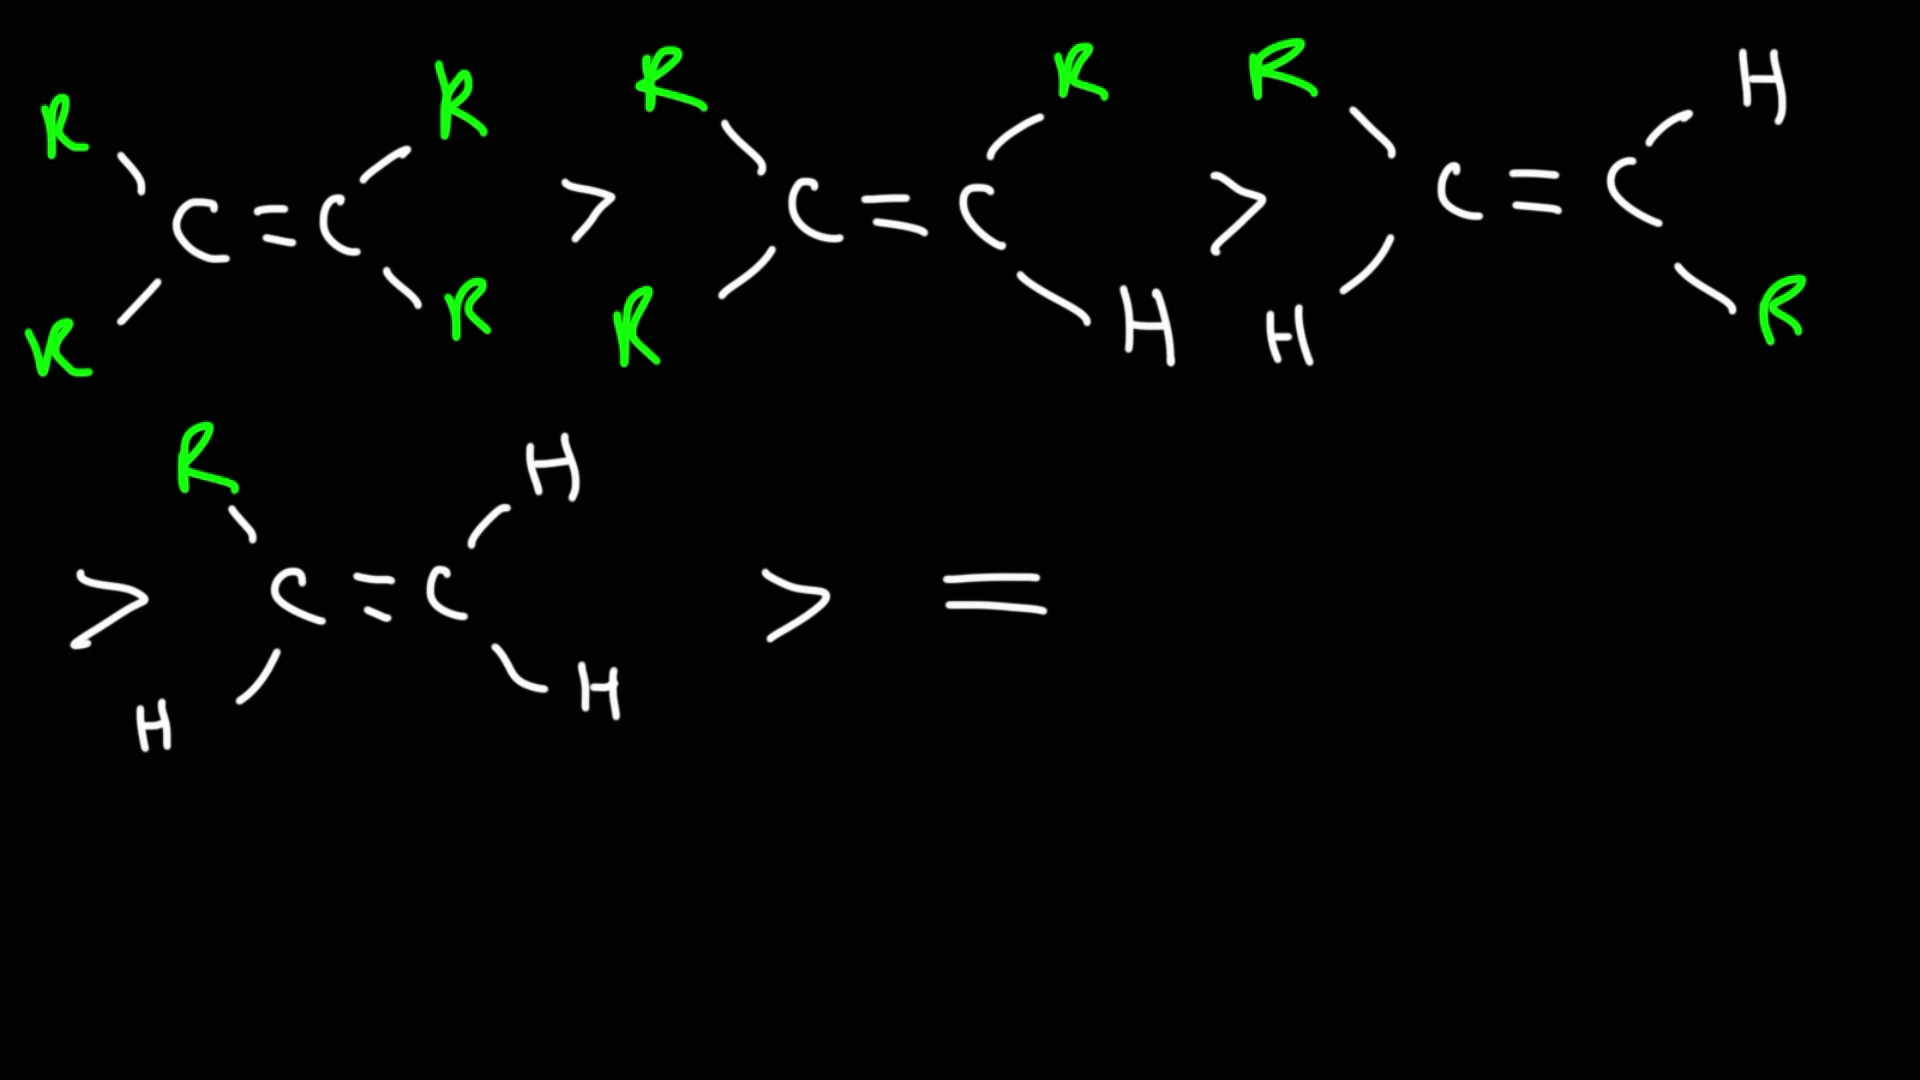 R R R R R H
C = C > C = C > C = C
R R R H H R
R H
> C = C > =
H H